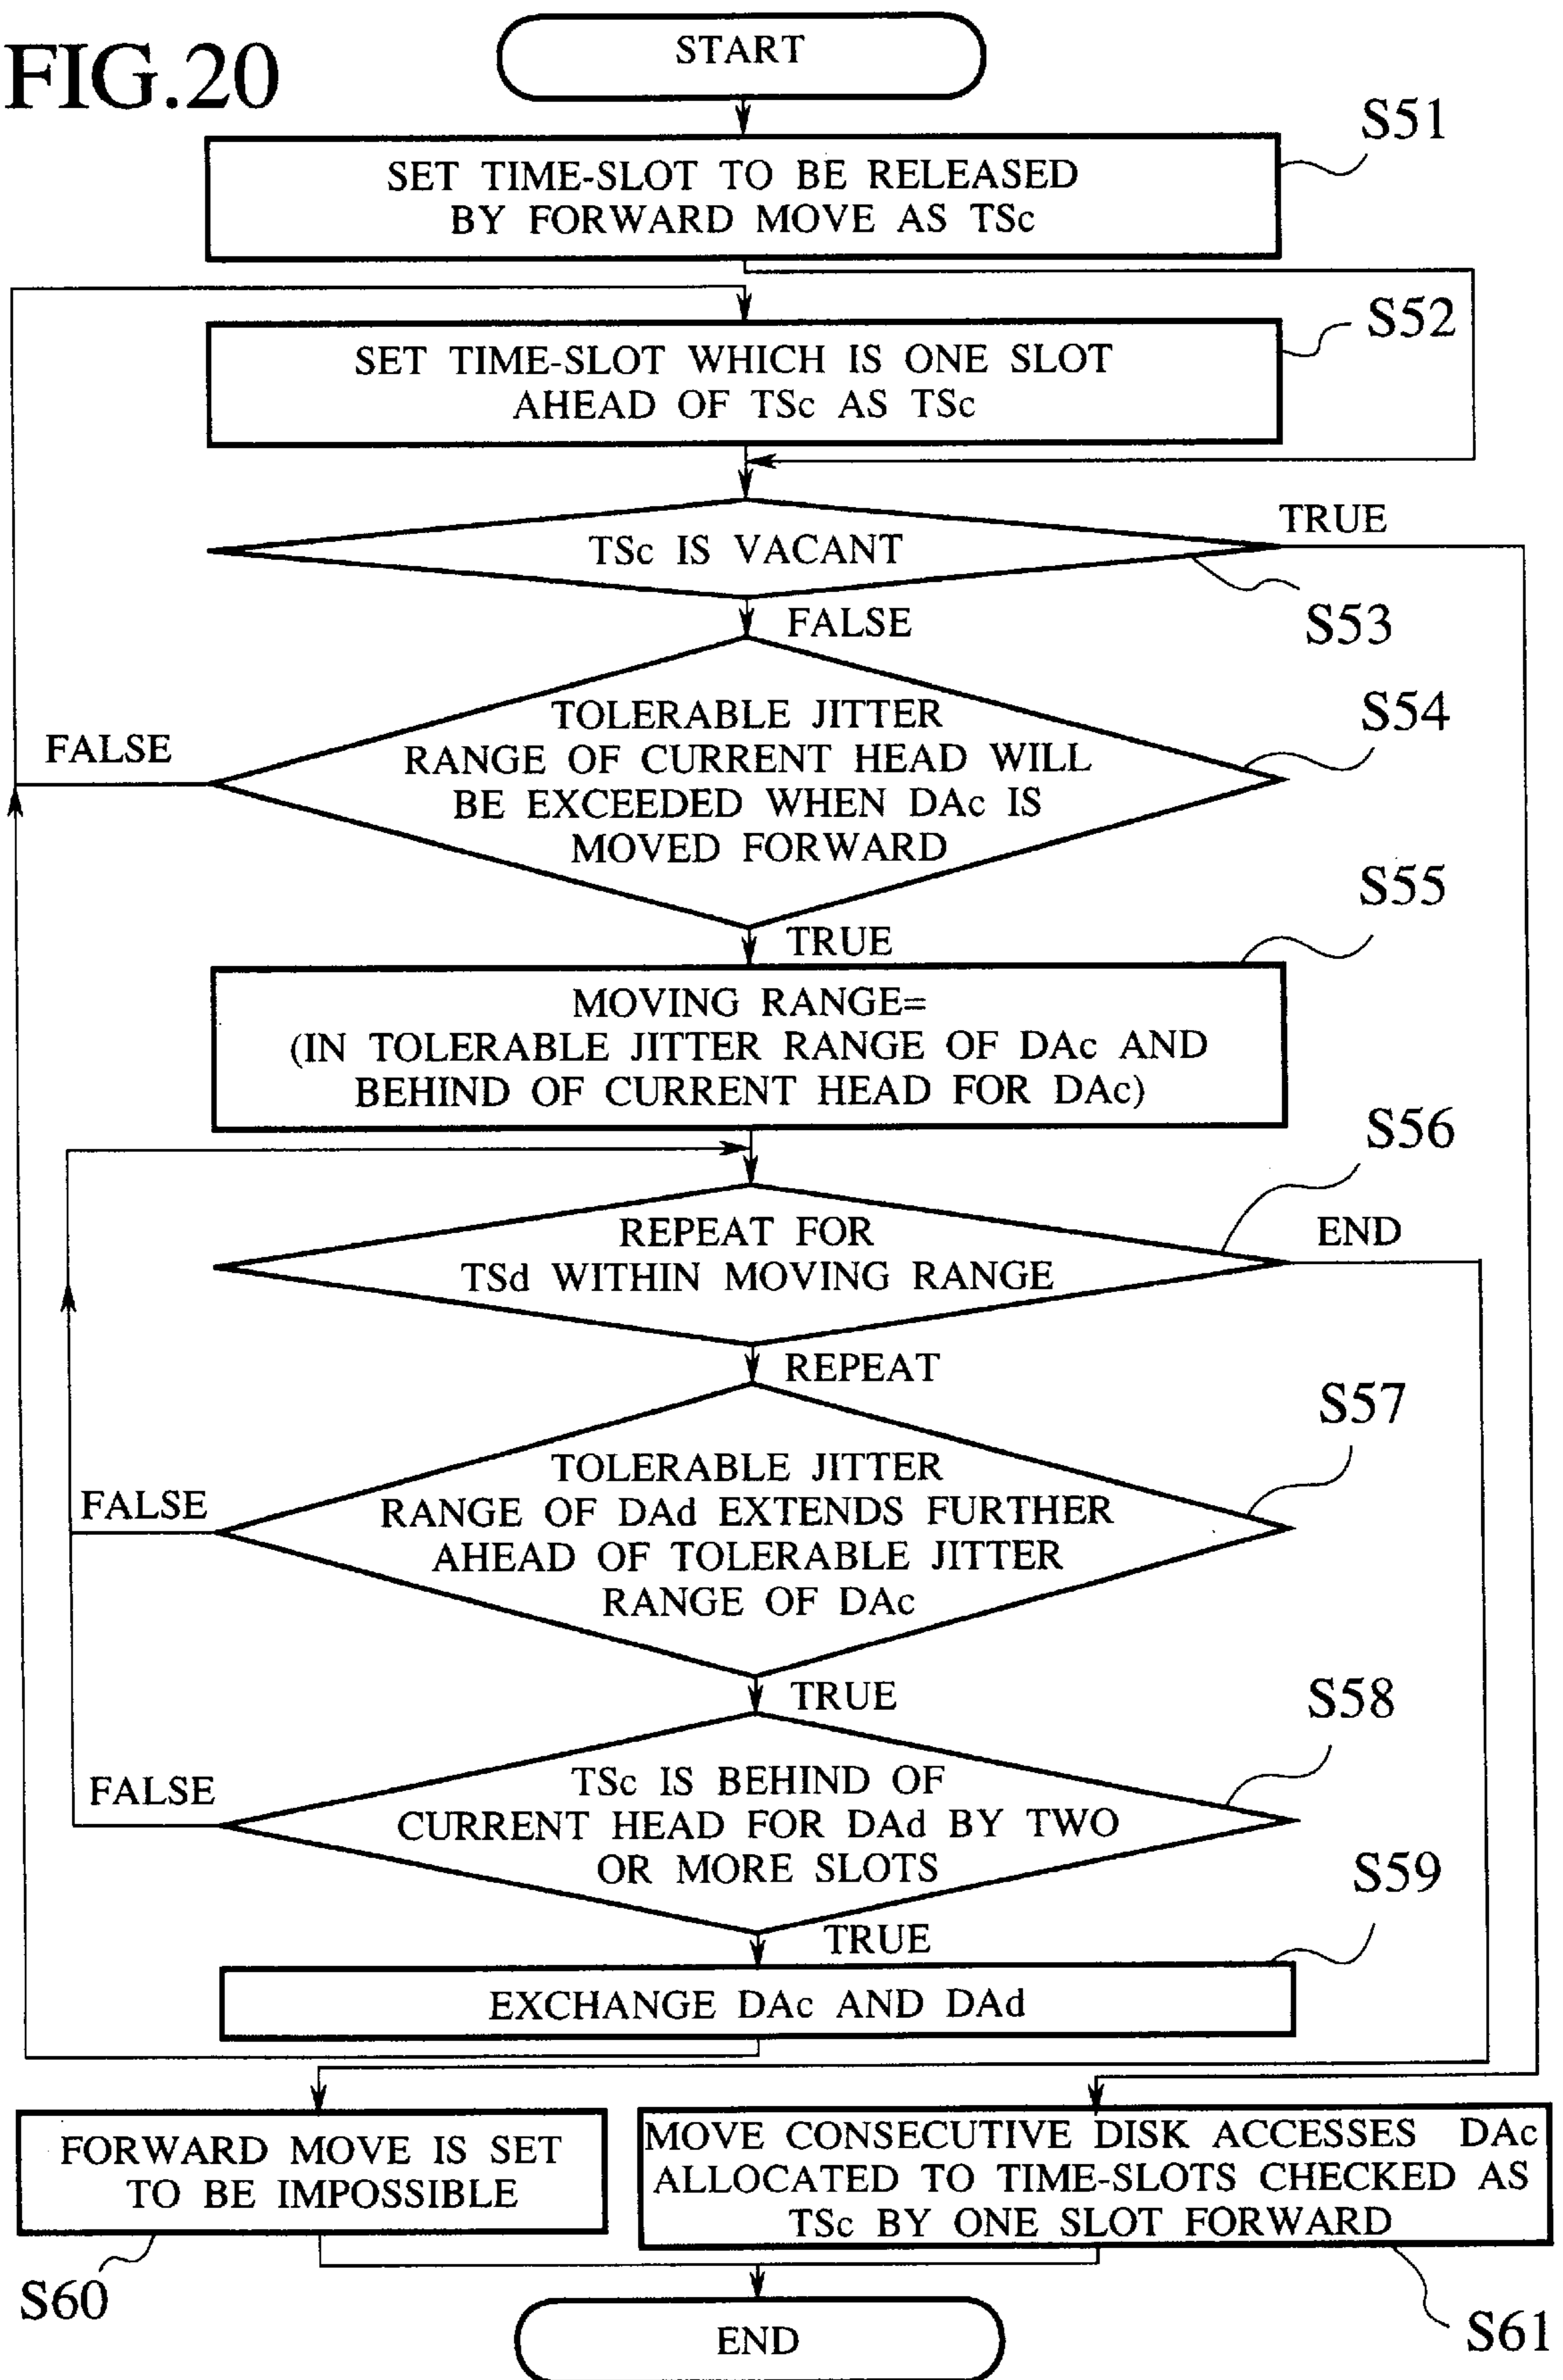 FIG.20
START
S51
SET TIME-SLOT TO BE RELEASED
BY FORWARD MOVE AS TSc
S52
SET TIME-SLOT WHICH IS ONE SLOT
AHEAD OF TSc AS TSc
TRUE
TSc IS VACANT
S53
FALSE
S54
TOLERABLE JITTER
RANGE OF CURRENT HEAD WILL
BE EXCEEDED WHEN DAc IS
MOVED FORWARD
FALSE
S55
TRUE
MOVING RANGE=
(IN TOLERABLE JITTER RANGE OF DAc AND
BEHIND OF CURRENT HEAD FOR DAc)
S56
REPEAT FOR
TSd WITHIN MOVING RANGE
END
REPEAT
S57
TOLERABLE JITTER
RANGE OF DAd EXTENDS FURTHER
AHEAD OF TOLERABLE JITTER
RANGE OF DAc
FALSE
TRUE
S58
TSc IS BEHIND OF
CURRENT HEAD FOR DAd BY TWO
OR MORE SLOTS
FALSE
S59
TRUE
EXCHANGE DAc AND DAd
FORWARD MOVE IS SET
TO BE IMPOSSIBLE
MOVE CONSECUTIVE DISK ACCESSES DAc
ALLOCATED TO TIME-SLOTS CHECKED AS
TSc BY ONE SLOT FORWARD
S60
S61
END